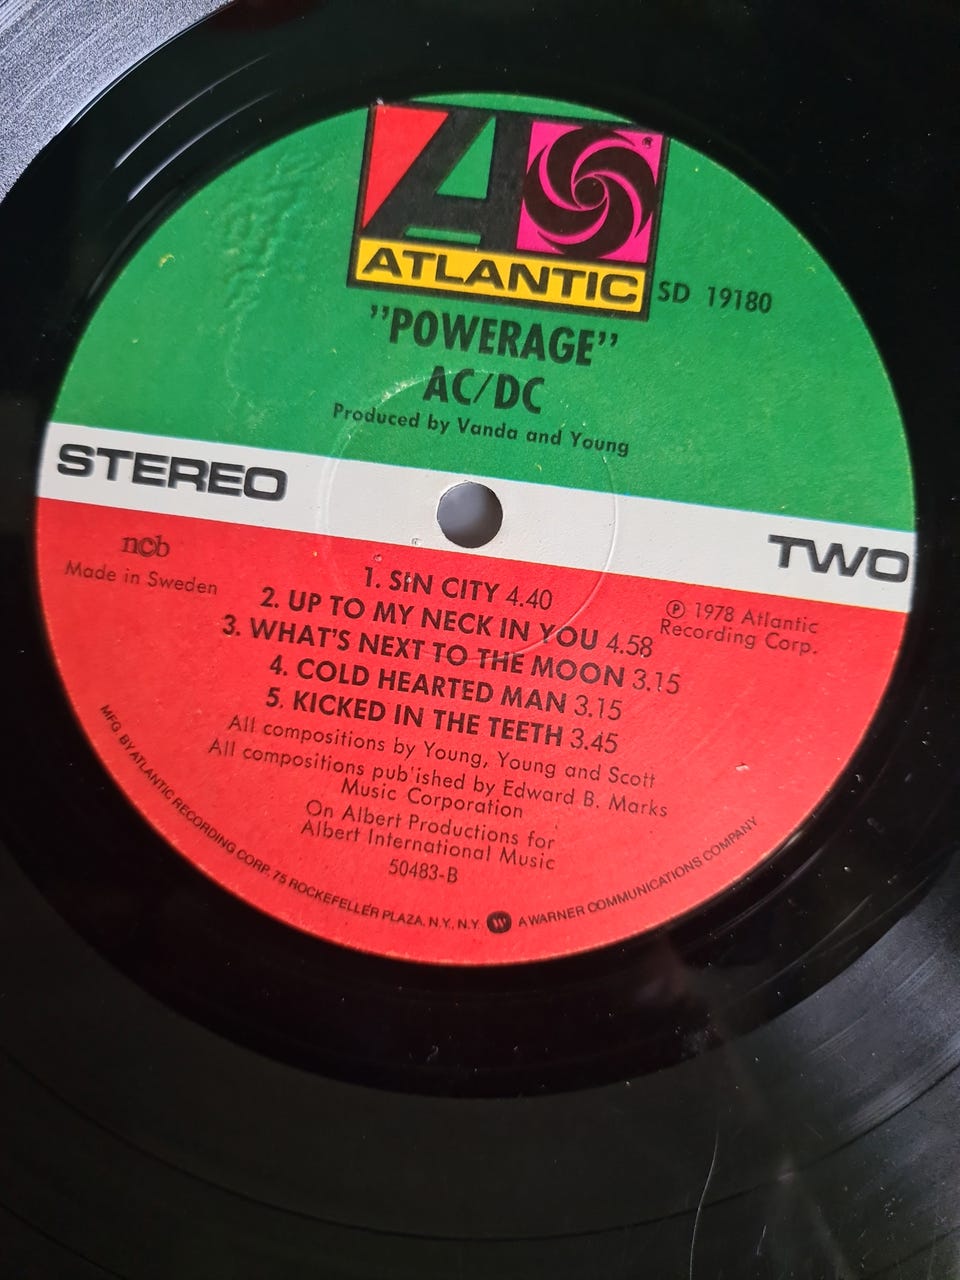 ATLANTIC
SD 19180
”POWERAGE”
AC/DC
Produced by Vanda and Young
STEREO
TWO
ncb
Made in Sweden
℗ 1978 Atlantic
Recording Corp.
1. SIN CITY 4.40
2. UP TO MY NECK IN YOU 4.58
3. WHAT'S NEXT TO THE MOON 3.15
4. COLD HEARTED MAN 3.15
5. KICKED IN THE TEETH 3.45
All compositions by Young, Young and Scott
All compositions pub'ished by Edward B. Marks
Music Corporation
On Albert Productions for
Albert International Music
50483-B
MFG. BY ATLANTIC RECORDING CORP. 75 ROCKEFELLER PLAZA, N.Y., N.Y. W A WARNER COMMUNICATIONS COMPANY